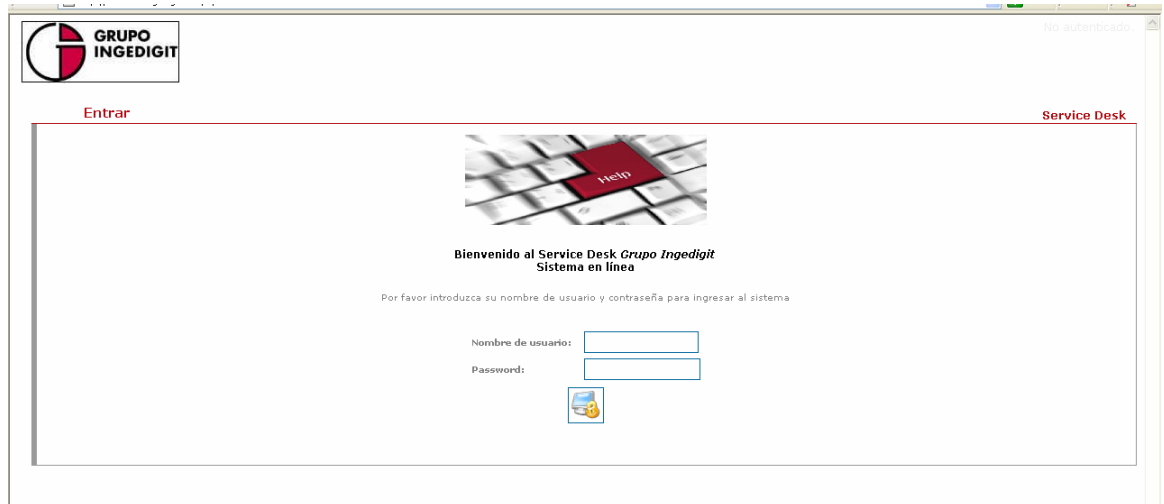 GRUPO
INGEDIGIT
No autenticado.
Entrar
Service Desk
Help
Bienvenido al Service Desk Grupo Ingedigit
Sistema en línea
Por favor introduzca su nombre de usuario y contraseña para ingresar al sistema
Nombre de usuario:
Password: